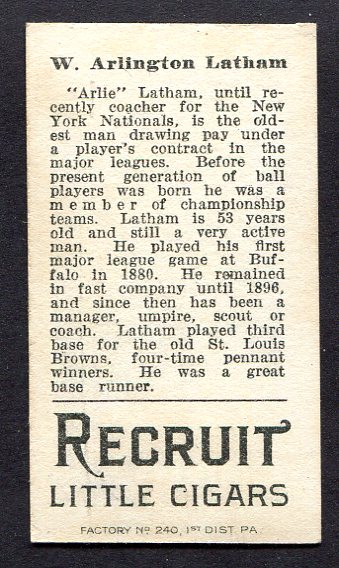 W. Arlington Latham
"Arlie" Latham, until re-
cently coacher for the New
York Nationals, is the old-
est man drawing pay under
a player's contract in the
major leagues. Before the
present generation of ball
players was born he was a
member of championship
teams. Latham is 53 years
old and still a very active
man. He played his first
major league game at Buf-
falo in 1880. He remained
in fast company until 1896,
and since then has been a
manager, umpire, scout or
coach. Latham played third
base for the old St. Louis
Browns, four-time pennant
winners. He was a great
base runner.
RECRUIT
LITTLE CIGARS
FACTORY No 240, 1ST DIST. PA.